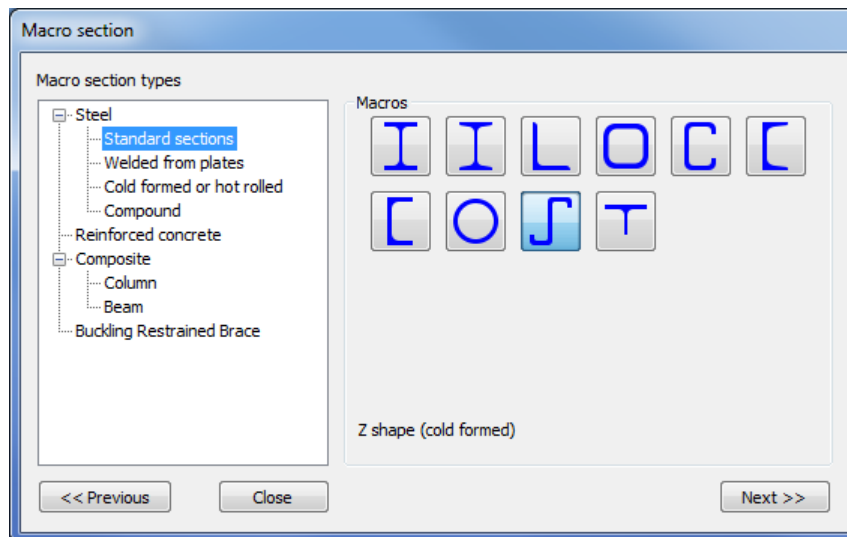 Macro section
Macro section types
Steel
Standard sections
Welded from plates
Cold formed or hot rolled
Compound
Reinforced concrete
Composite
Column
Beam
Buckling Restrained Brace
Macros
Z shape (cold formed)
<< Previous
Close
Next >>